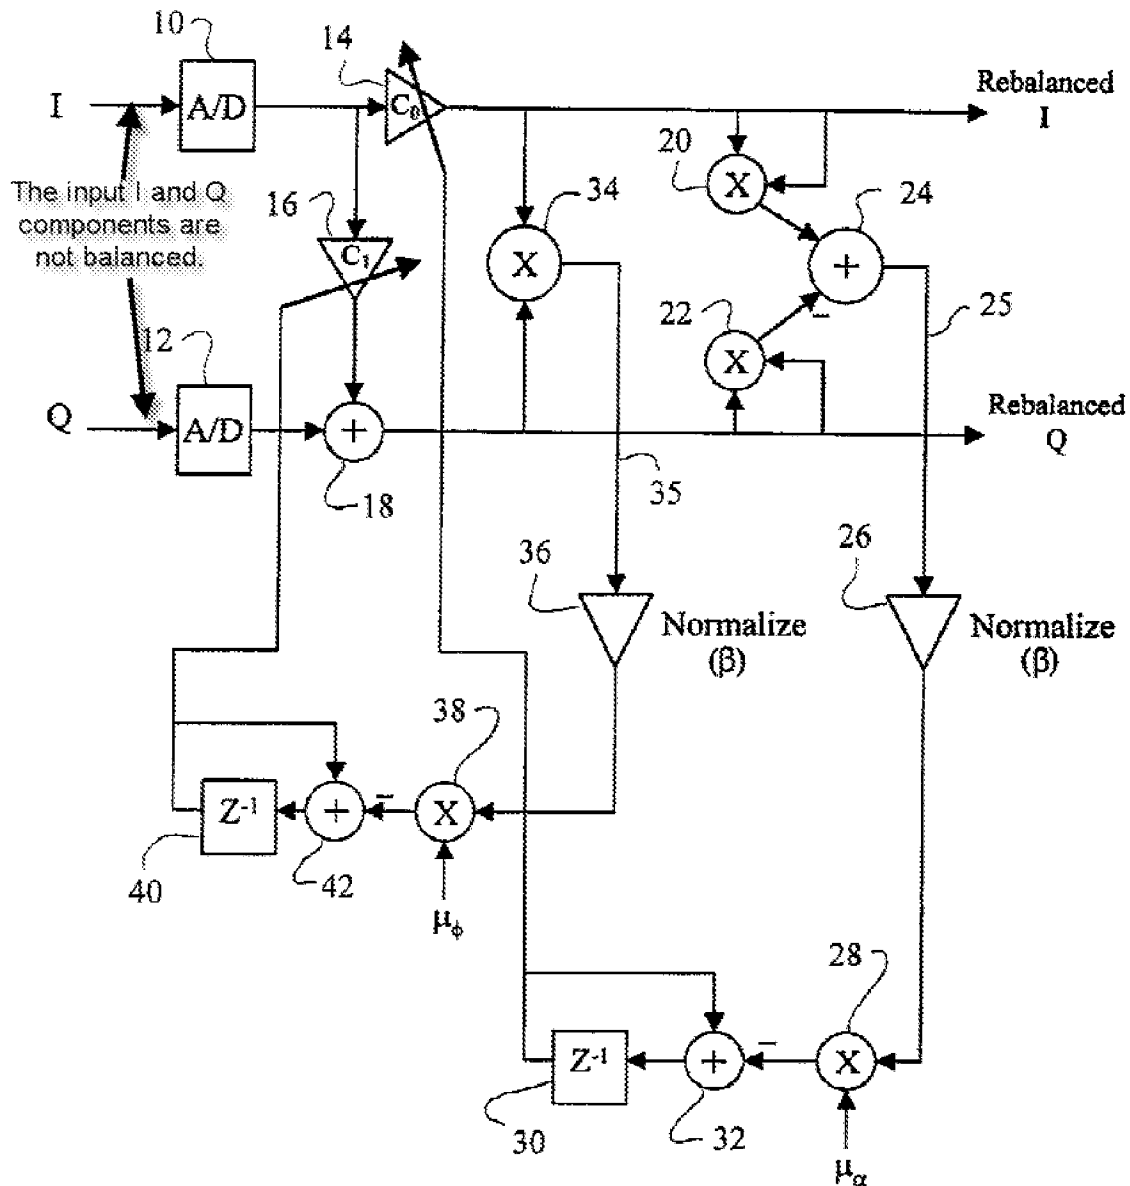 10
14
I
A/D
C₀
Rebalanced
I
The input I and Q
components are
not balanced.
16
C₁
34
X
20
X
24
+
22
X
−
25
12
Q
A/D
+
18
Rebalanced
Q
35
36
Normalize
(β)
26
Normalize
(β)
38
Z⁻¹
+
−
X
40
42
μᵩ
28
Z⁻¹
+
−
X
30
32
μ_α